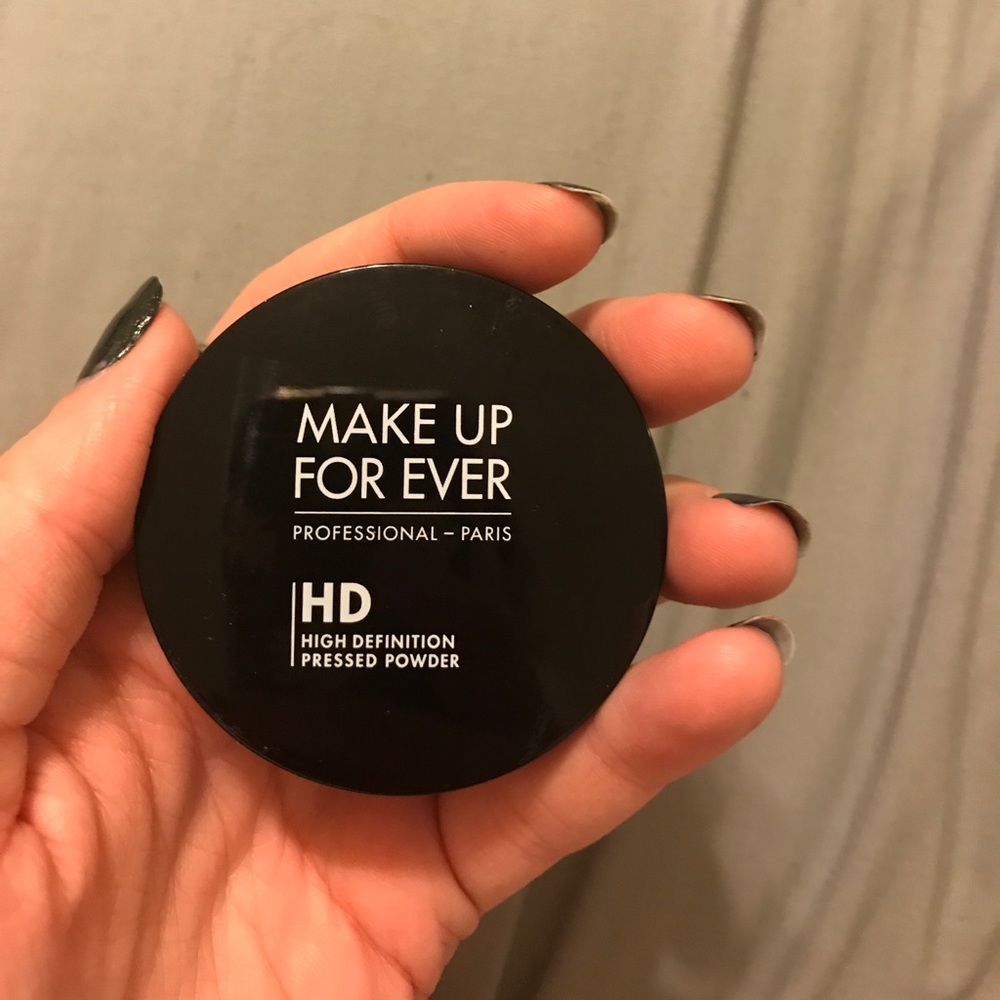 MAKE UP
FOR EVER
PROFESSIONAL – PARIS
HD
HIGH DEFINITION
PRESSED POWDER